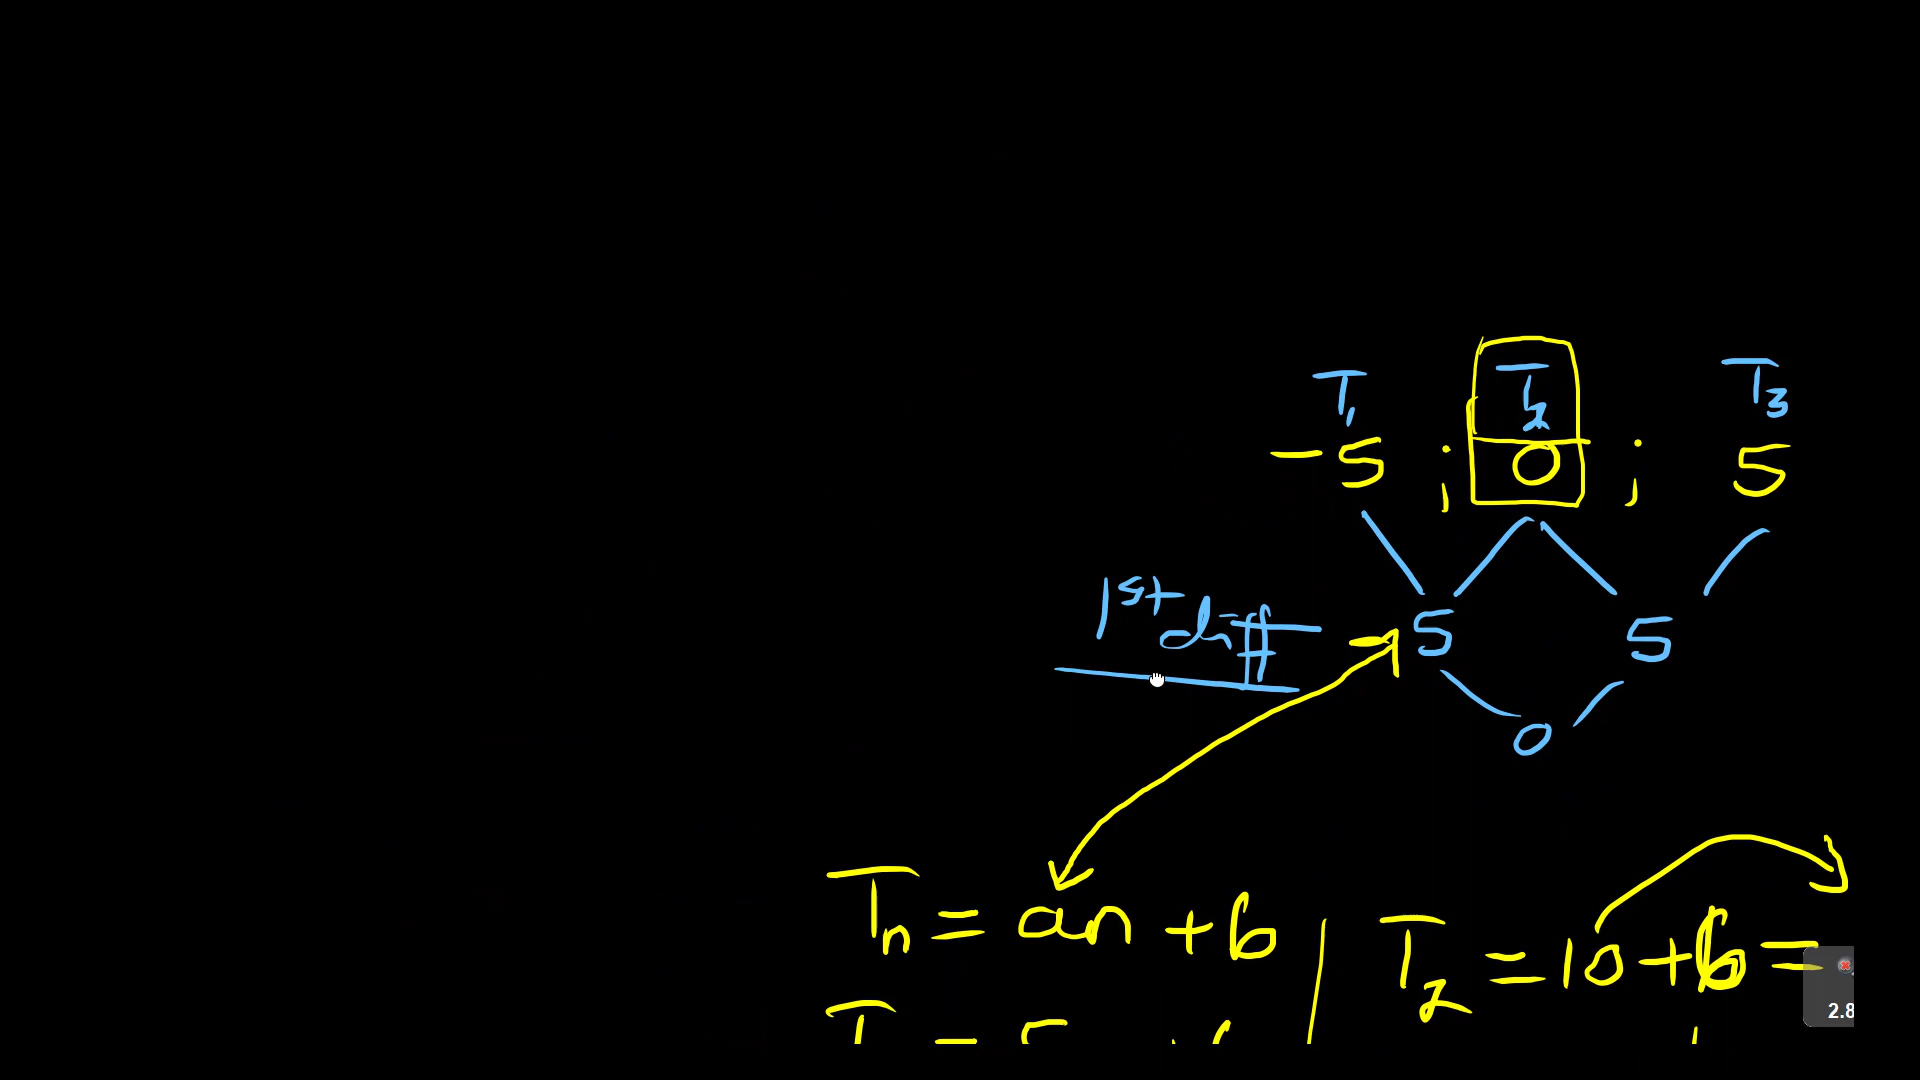 T1 T2 T3
-5 ; 0 ; 5
1st diff 5 5
0
Tn = an + b | T2 = 10 + b =
2.8